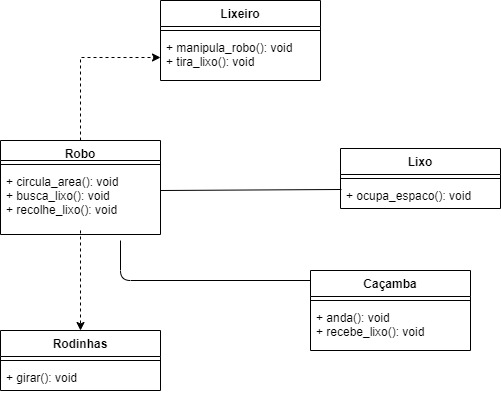 Lixeiro
+ manipula_robo(): void
+ tira_lixo(): void
Robo
+ circula_area(): void
+ busca_lixo(): void
+ recolhe_lixo(): void
Lixo
+ ocupa_espaco(): void
Caçamba
+ anda(): void
+ recebe_lixo(): void
Rodinhas
+ girar(): void